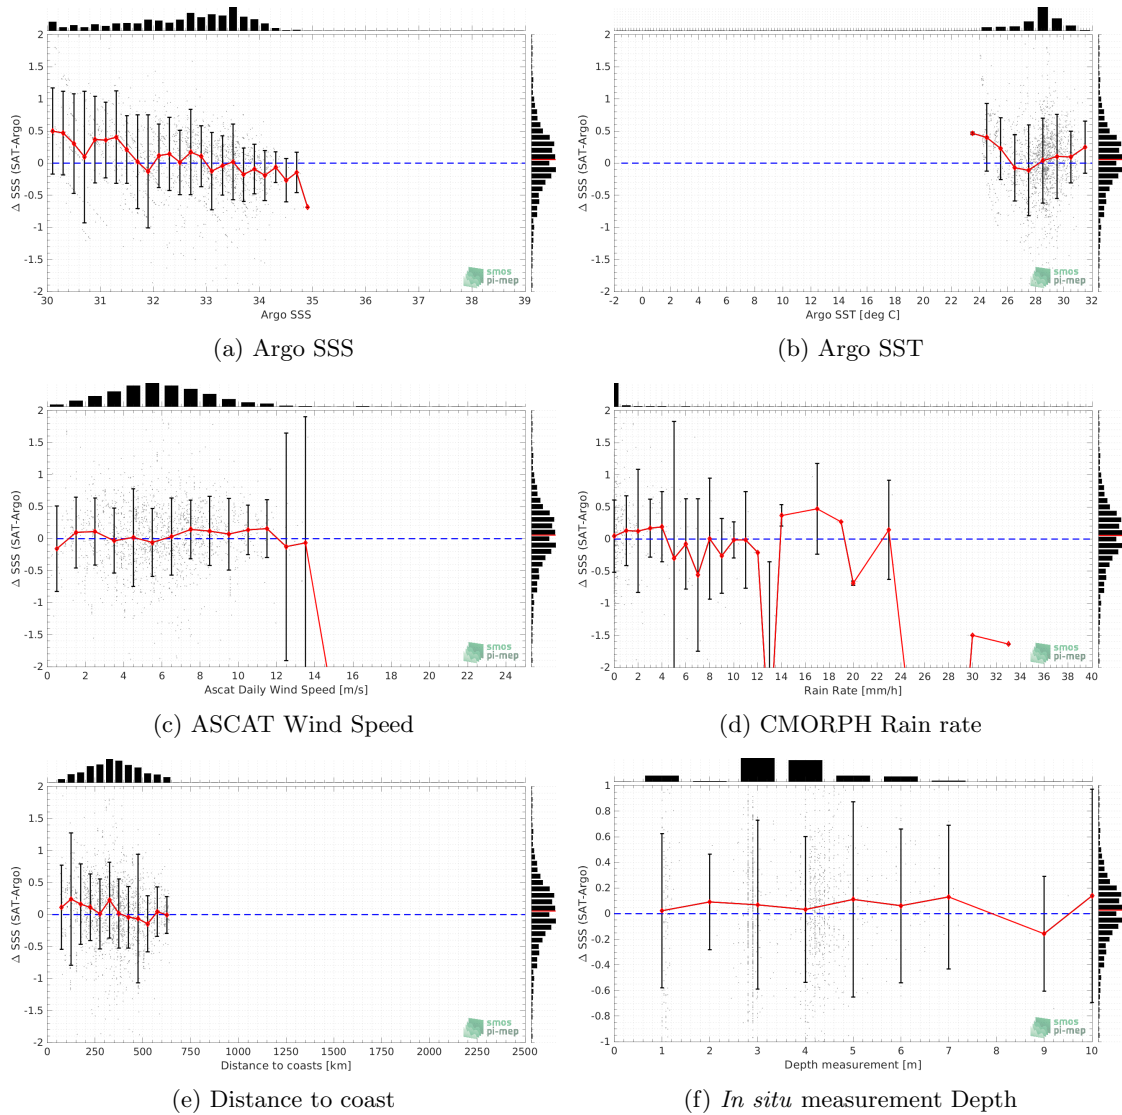 2
1.5
1
0.5
0
-0.5
-1
-1.5
-2
Δ SSS (SAT-Argo)
30 31 32 33 34 35 36 37 38 39
Argo SSS
smos
pi-mep
(a) Argo SSS
2
1.5
1
0.5
0
-0.5
-1
-1.5
-2
Δ SSS (SAT-Argo)
-2 0 2 4 6 8 10 12 14 16 18 20 22 24 26 28 30 32
Argo SST [deg C]
smos
pi-mep
(b) Argo SST
2
1.5
1
0.5
0
-0.5
-1
-1.5
-2
Δ SSS (SAT-Argo)
0 2 4 6 8 10 12 14 16 18 20 22 24
Ascat Daily Wind Speed [m/s]
smos
pi-mep
(c) ASCAT Wind Speed
2
1.5
1
0.5
0
-0.5
-1
-1.5
-2
Δ SSS (SAT-Argo)
0 2 4 6 8 10 12 14 16 18 20 22 24 26 28 30 32 34 36 38 40
Rain Rate [mm/h]
smos
pi-mep
(d) CMORPH Rain rate
2
1.5
1
0.5
0
-0.5
-1
-1.5
-2
Δ SSS (SAT-Argo)
0 250 500 750 1000 1250 1500 1750 2000 2250 2500
Distance to coasts [km]
smos
pi-mep
(e) Distance to coast
1
0.8
0.6
0.4
0.2
0
-0.2
-0.4
-0.6
-0.8
-1
Δ SSS (SAT-Argo)
0 1 2 3 4 5 6 7 8 9 10
Depth measurement [m]
smos
pi-mep
(f) In situ measurement Depth